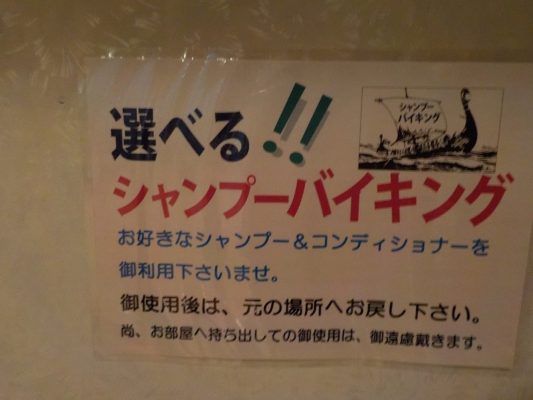 選べる!!
シャンプー
バイキング
シャンプーバイキング
お好きなシャンプー&コンディショナーを
御利用下さいませ。
御使用後は、元の場所へお戻し下さい。
尚、お部屋へ持ち出しての御使用は、御遠慮戴きます。